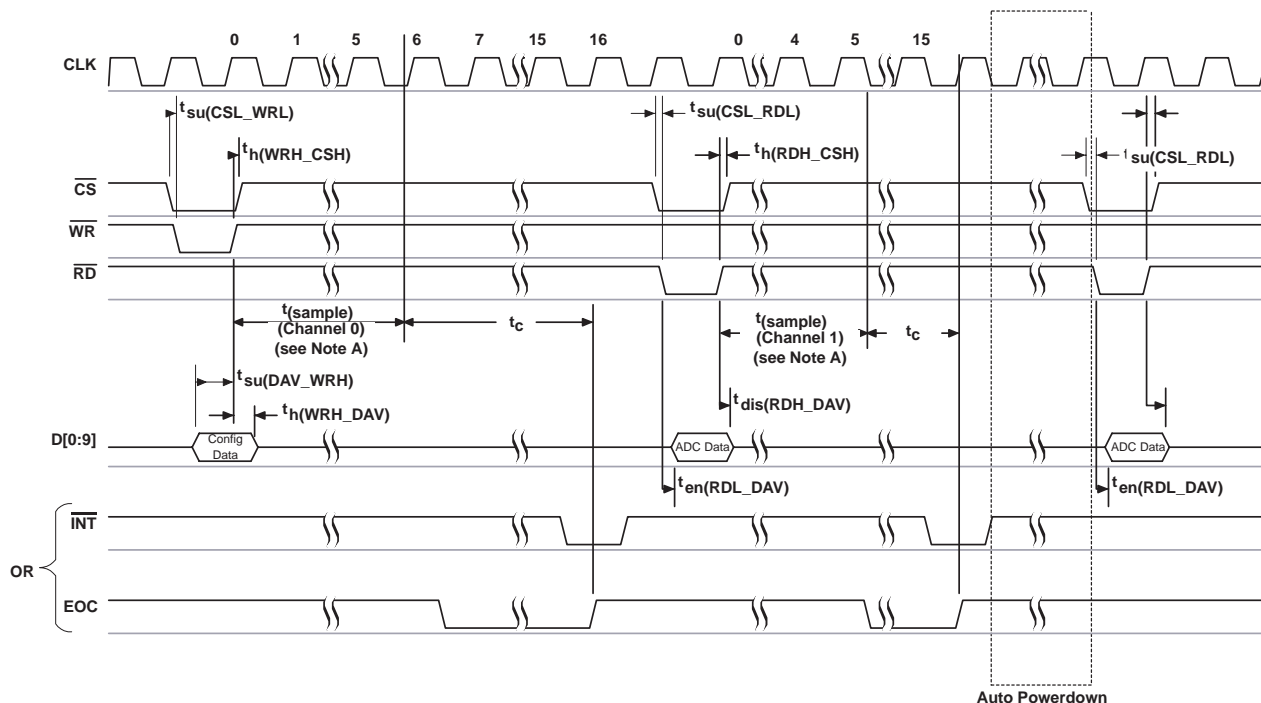 0 1 5 6 7 15 16 0 4 5 15
CLK
tsu(CSL_WRL)
tsu(CSL_RDL)
th(WRH_CSH)
th(RDH_CSH)
tsu(CSL_RDL)
CS
WR
RD
t(sample)
(Channel 0)
(see Note A)
tc
t(sample)
(Channel 1)
(see Note A)
tc
tsu(DAV_WRH)
th(WRH_DAV)
tdis(RDH_DAV)
D[0:9]
Config
Data
ADC Data
ADC Data
ten(RDL_DAV)
ten(RDL_DAV)
INT
OR
EOC
Auto Powerdown